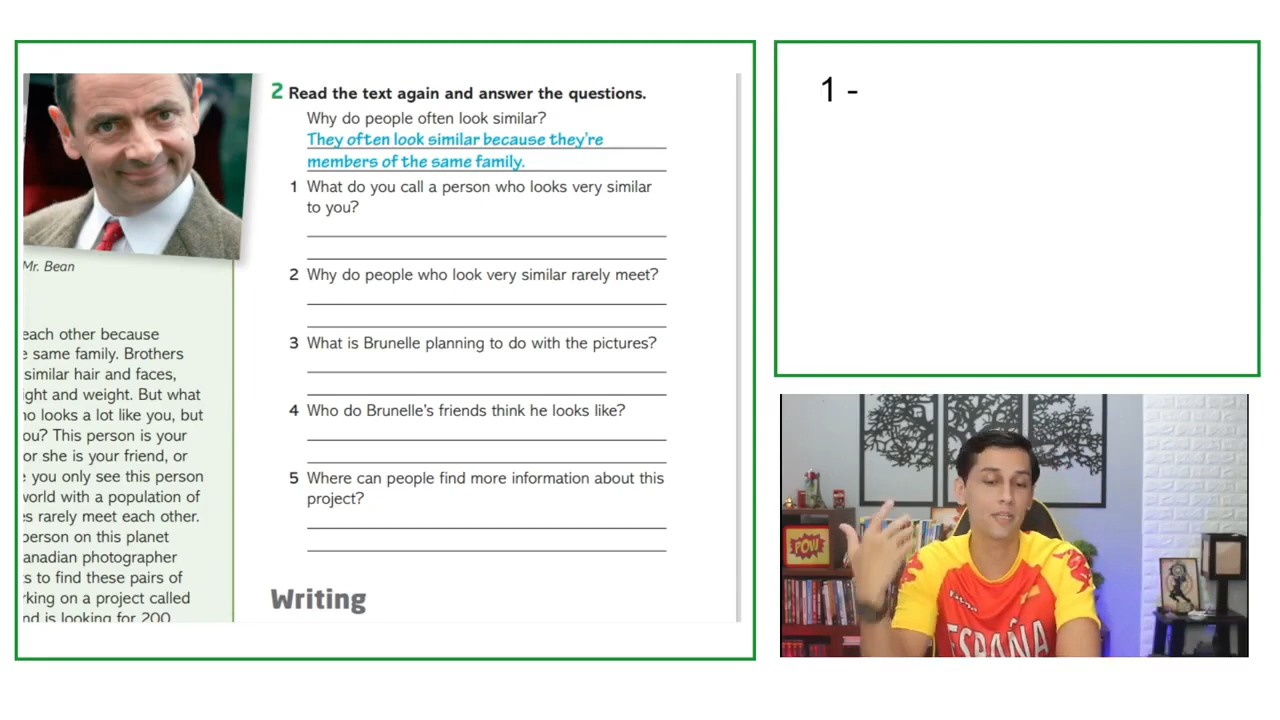 2 Read the text again and answer the questions.
Why do people often look similar?
They often look similar because they're
members of the same family.
1 What do you call a person who looks very similar
to you?
2 Why do people who look very similar rarely meet?
3 What is Brunelle planning to do with the pictures?
4 Who do Brunelle's friends think he looks like?
5 Where can people find more information about this
project?
Writing
Mr. Bean
each other because
same family. Brothers
similar hair and faces,
and weight. But what
looks a lot like you, but
This person is your
or she is your friend, or
you only see this person
world with a population of
rarely meet each other.
person on this planet
photographer
to find these pairs of
on a project called
is looking for 200
1 -
POW!
ESPAÑA